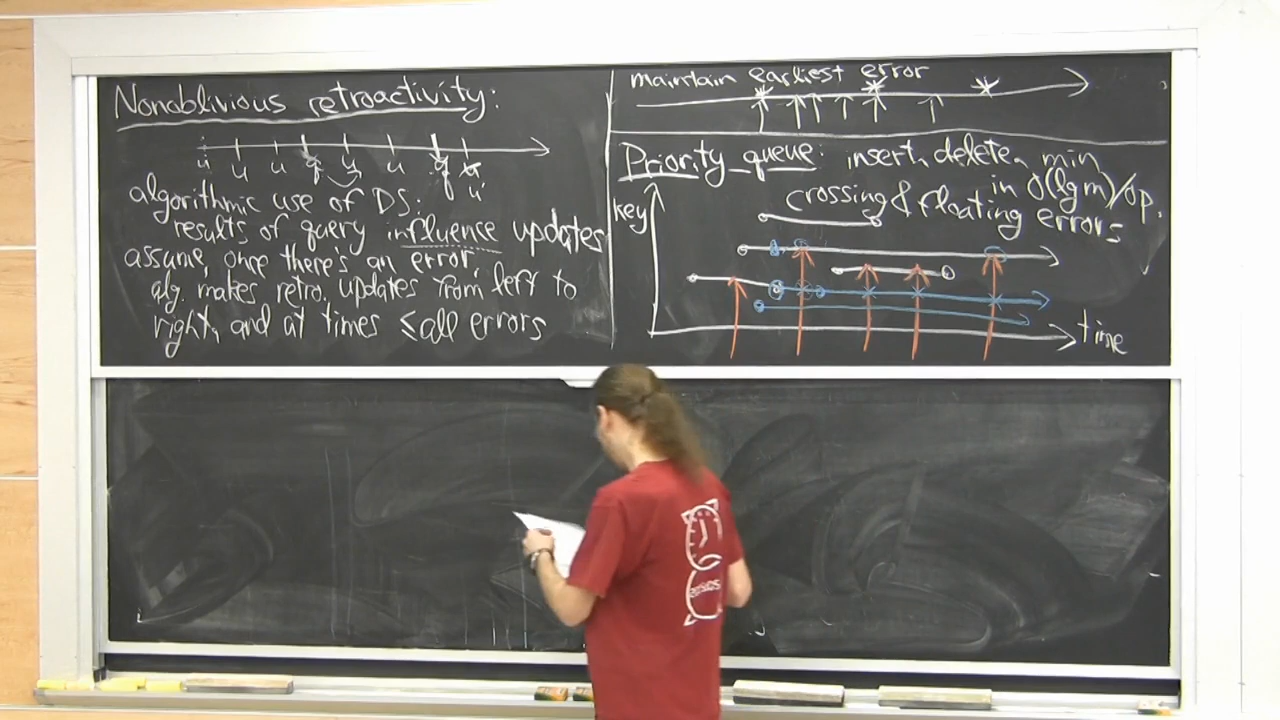 Nonoblivious retroactivity:
u u u q u u q u'
algorithmic use of DS:
results of query influence updates
assume, once there's an error,
alg. makes retro. updates from left to
right, and at times ≤ all errors
maintain earliest error
Priority queue: insert, delete, min
in O(lg m)/op.
crossing & floating errors
key
time